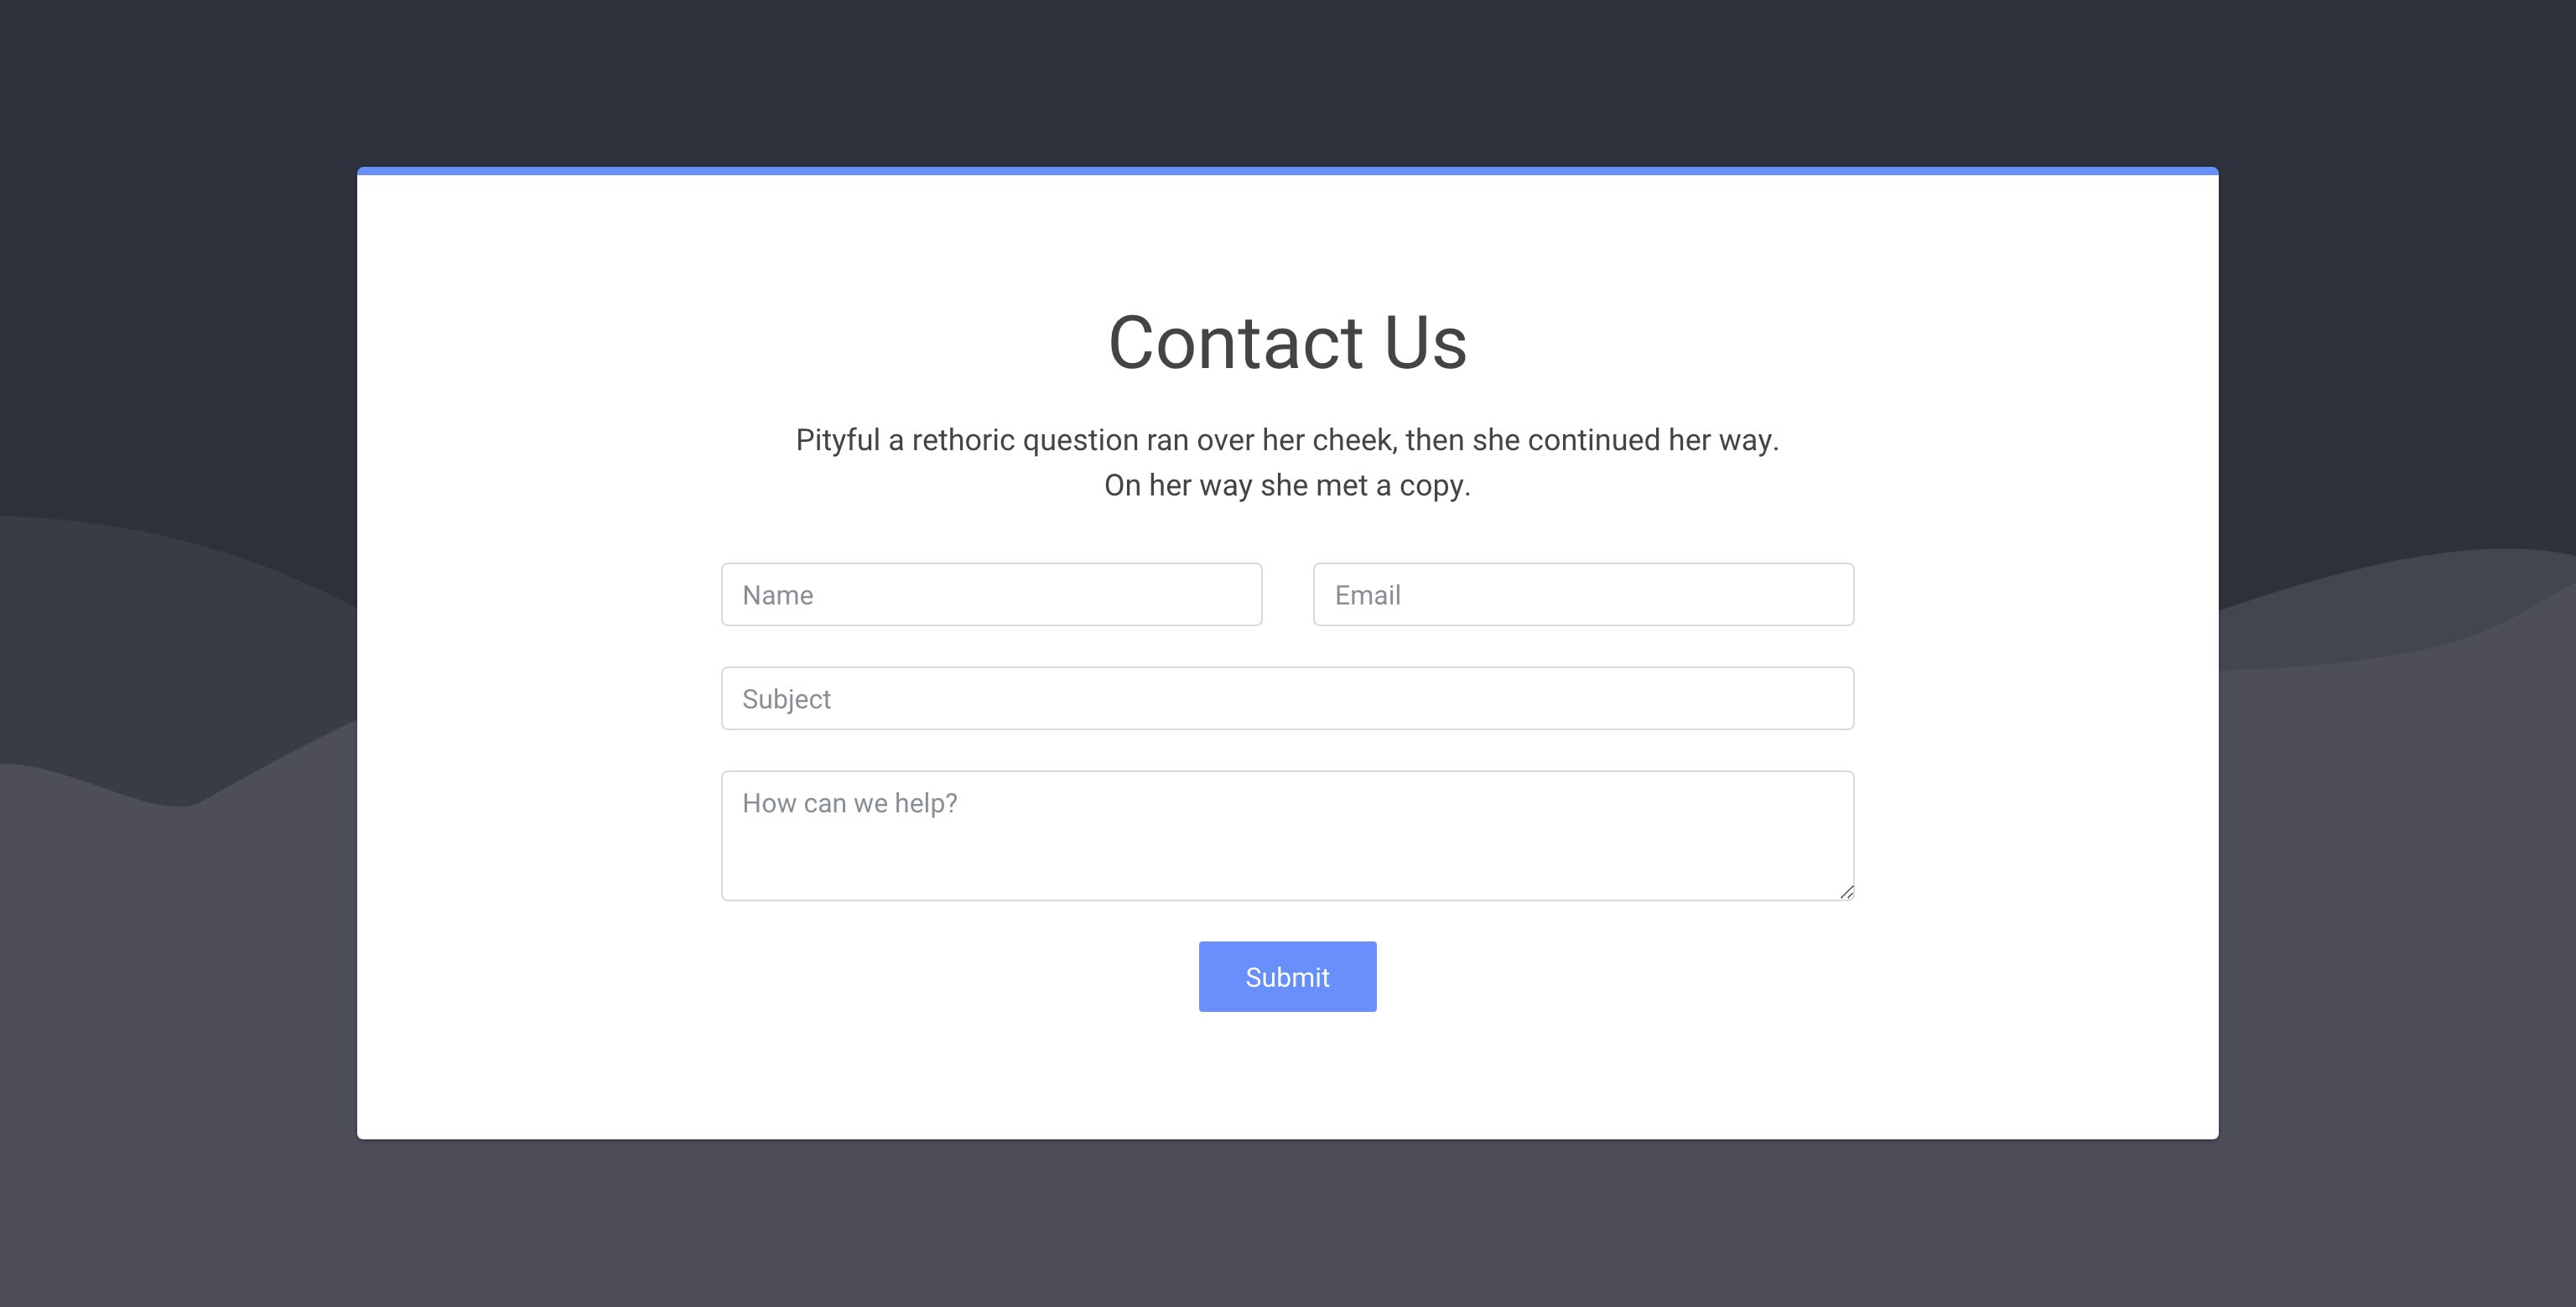 Contact Us
Pityful a rethoric question ran over her cheek, then she continued her way.
On her way she met a copy.
Name
Email
Subject
How can we help?
Submit